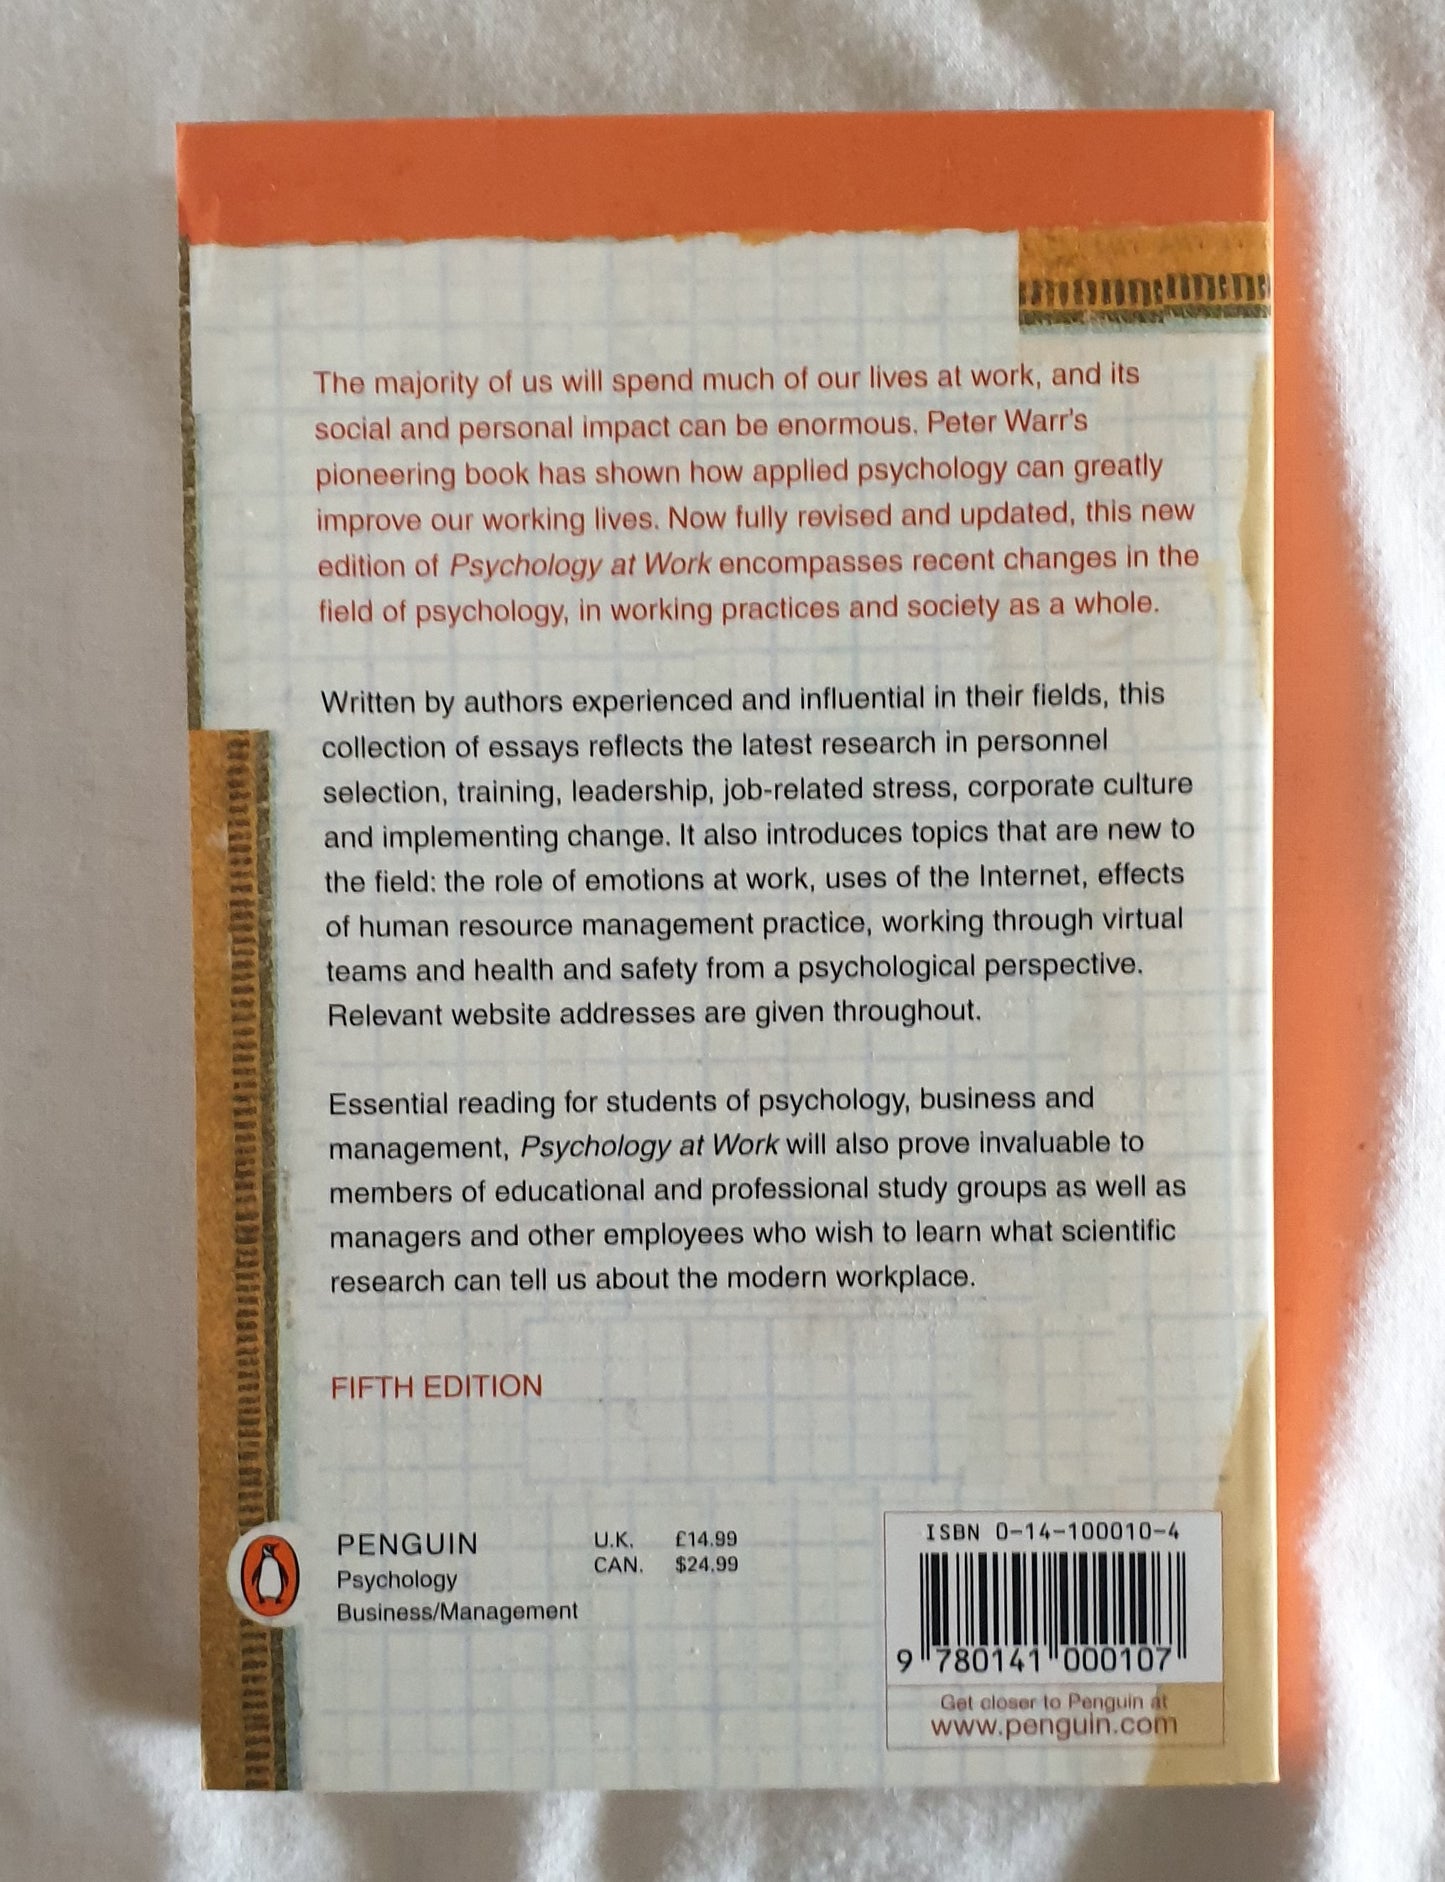 The majority of us will spend much of our lives at work, and its
social and personal impact can be enormous. Peter Warr's
pioneering book has shown how applied psychology can greatly
improve our working lives. Now fully revised and updated, this new
edition of Psychology at Work encompasses recent changes in the
field of psychology, in working practices and society as a whole.
Written by authors experienced and influential in their fields, this
collection of essays reflects the latest research in personnel
selection, training, leadership, job-related stress, corporate culture
and implementing change. It also introduces topics that are new to
the field: the role of emotions at work, uses of the Internet, effects
of human resource management practice, working through virtual
teams and health and safety from a psychological perspective.
Relevant website addresses are given throughout.
Essential reading for students of psychology, business and
management, Psychology at Work will also prove invaluable to
members of educational and professional study groups as well as
managers and other employees who wish to learn what scientific
research can tell us about the modern workplace.
FIFTH EDITION
PENGUIN
Psychology
Business/Management
U.K. £14.99
CAN. $24.99
ISBN 0-14-100010-4
9 780141 000107
Get closer to Penguin at
www.penguin.com